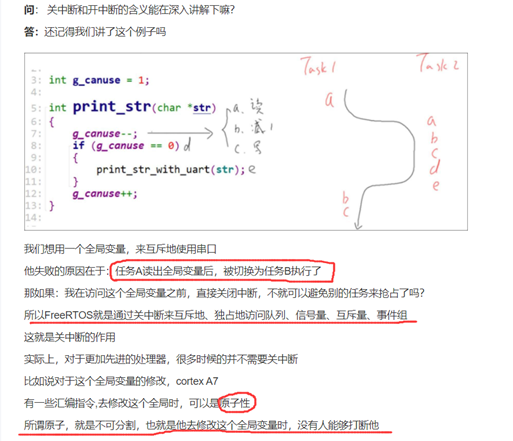 问： 关中断和开中断的含义能在深入讲解下嘛?
答：还记得我们讲了这个例子吗
Task1 Task 2
3: int g_canuse = 1;
4:
5: int print_str(char *str)
6: {
7: g_canuse--;
8: if (g_canuse == 0) d
9: {
10: print_str_with_uart(str); e
11: }
12: g_canuse++;
13: }
14:
a. 读
b. 减1
c. 写
a
b
c
a
b
c
d
e
我们想用一个全局变量，来互斥地使用串口
他失败的原因在于：任务A读出全局变量后，被切换为任务B执行了
那如果：我在访问这个全局变量之前，直接关闭中断，不就可以避免别的任务来抢占了吗?
所以FreeRTOS就是通过关中断来互斥地、独占地访问队列、信号量、互斥量、事件组
这就是关中断的作用
实际上，对于更加先进的处理器，很多时候的并不需要关中断
比如说对于这个全局变量的修改，cortex A7
有一些汇编指令,去修改这个全局时，可以是原子性
所谓原子，就是不可分割，也就是他去修改这个全局变量时，没有人能够打断他